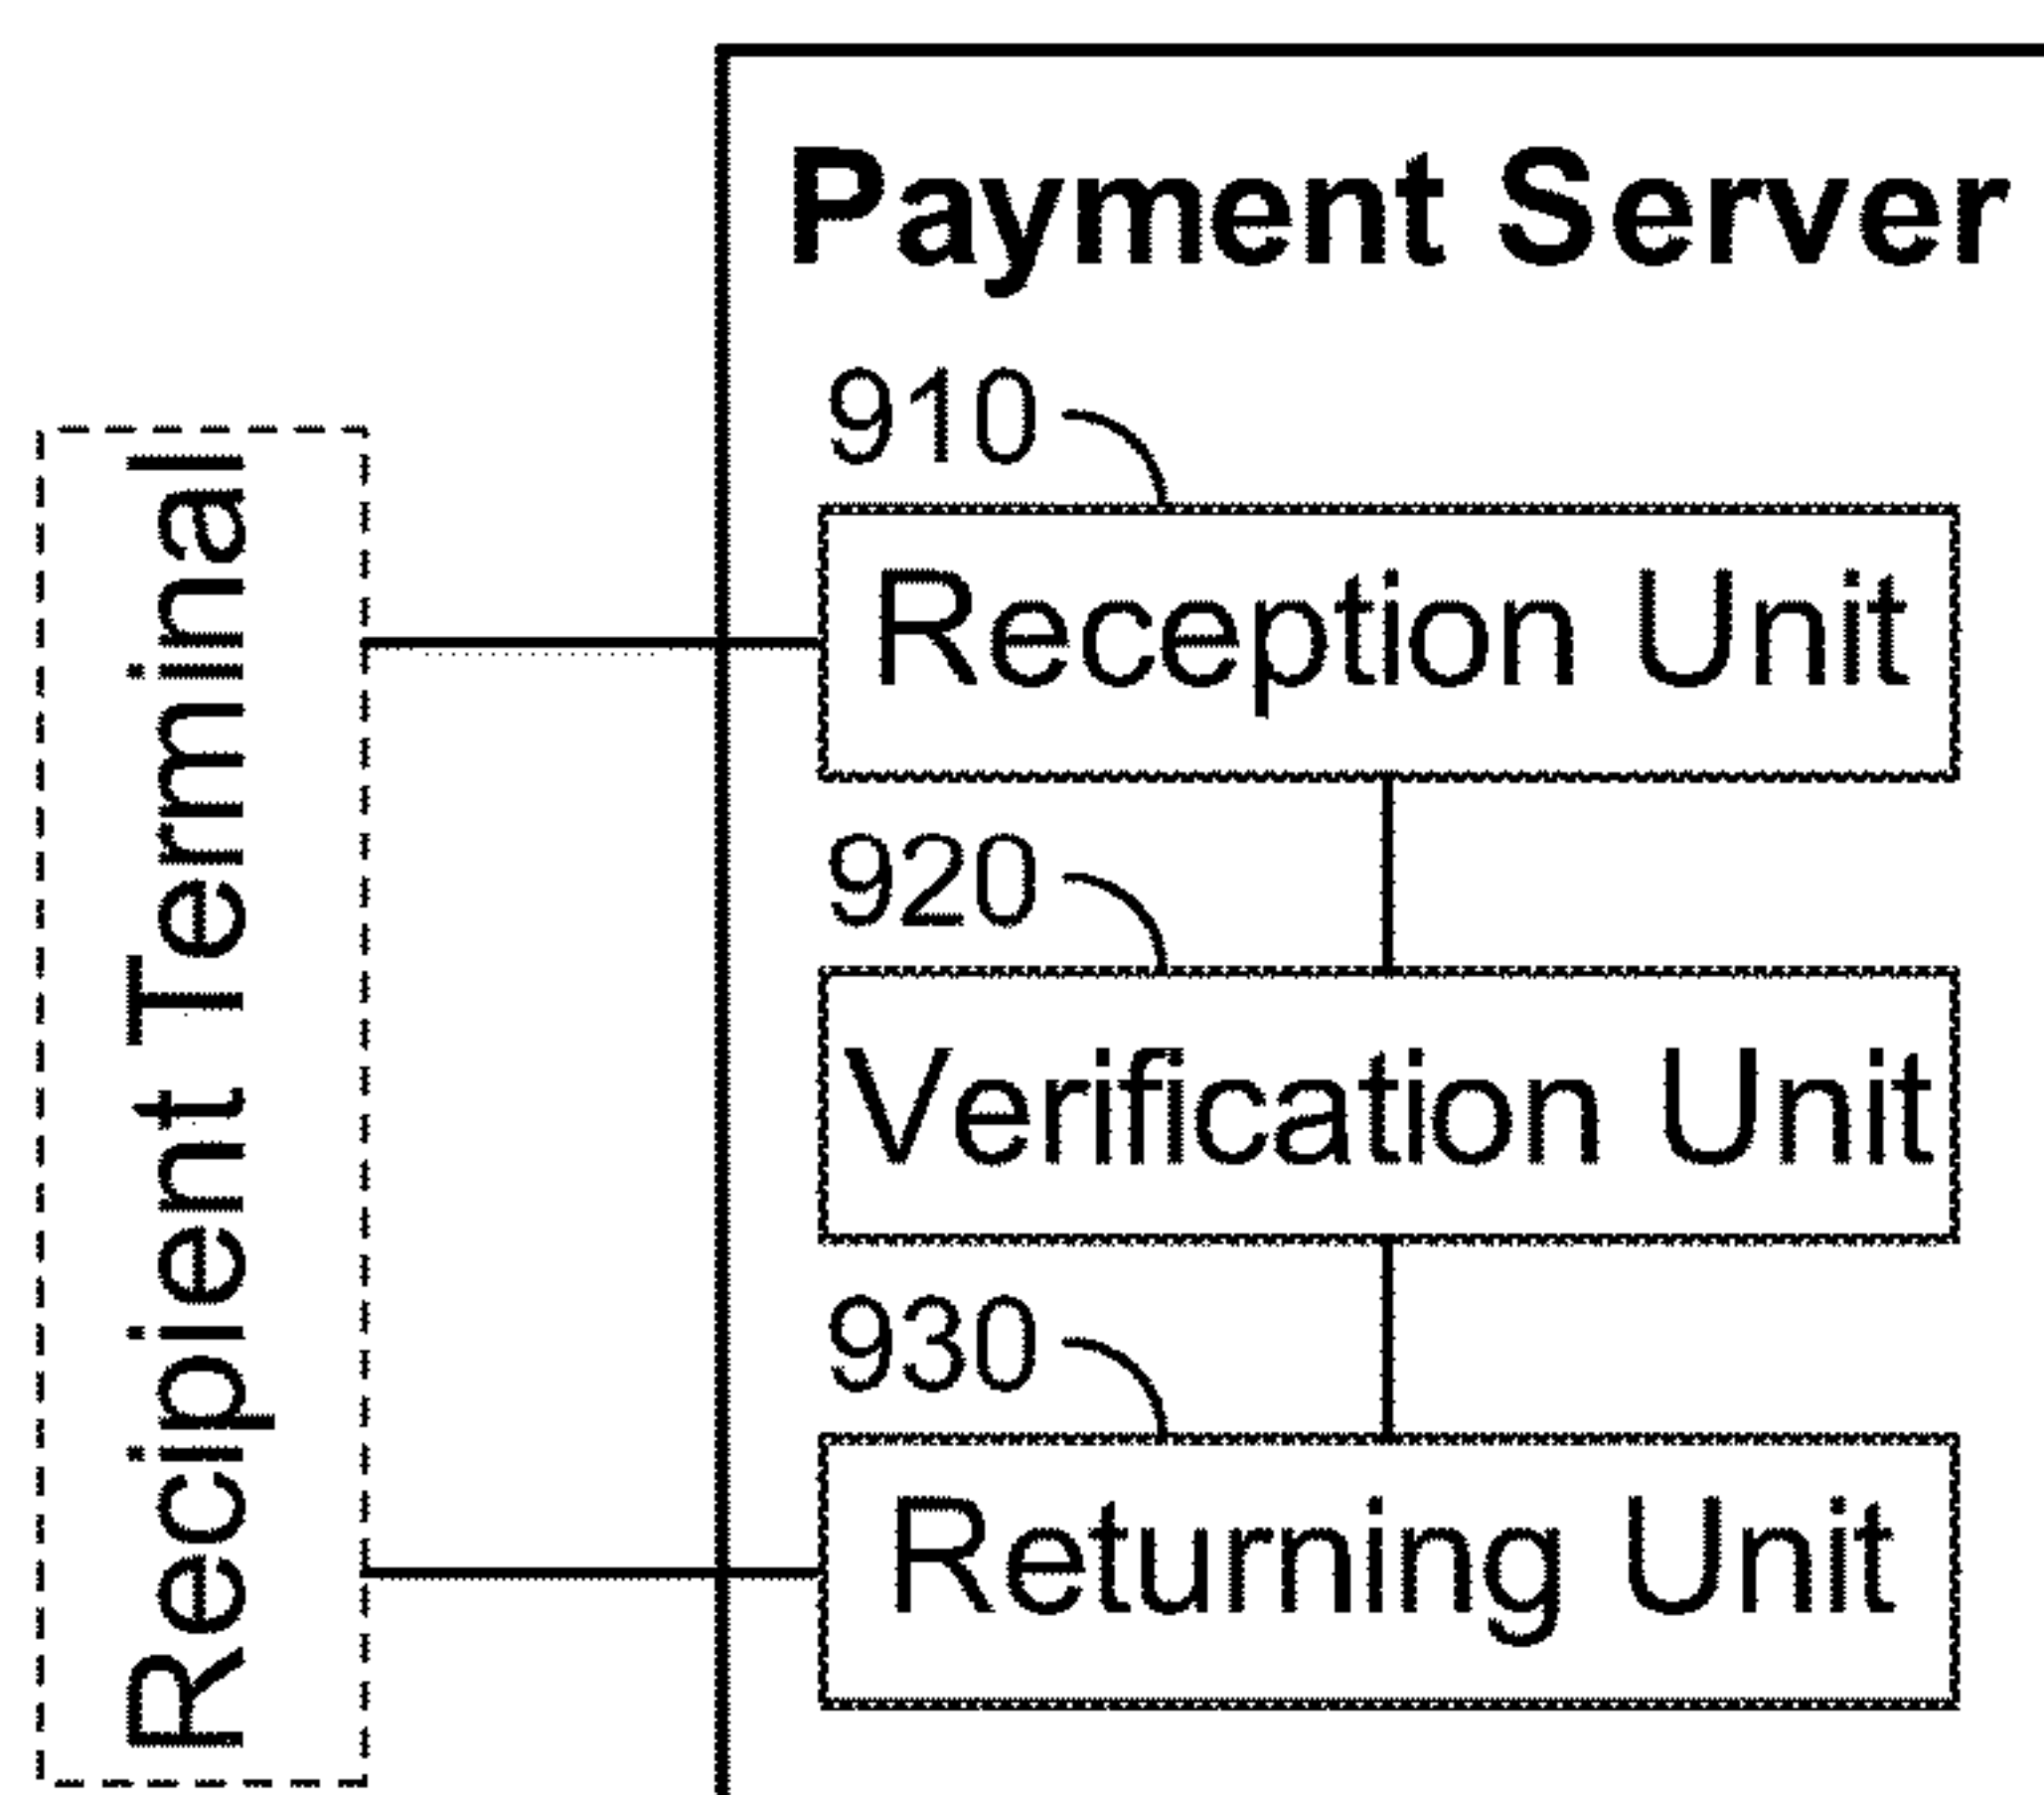 Payment Server
910
Reception Unit
920
Verification Unit
930
Returning Unit
Recipient Terminal